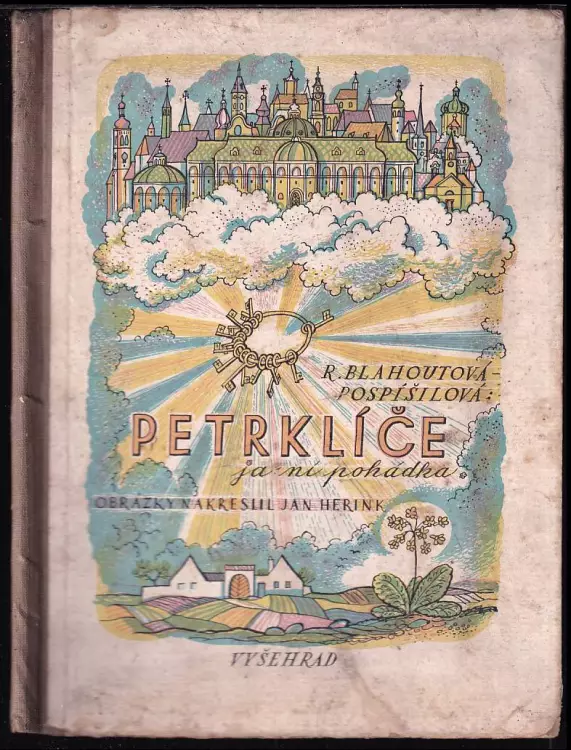 R. BLAHOUTOVÁ-
POSPÍŠILOVÁ:
PETRKLÍČE
jarní pohádka.
OBRÁZKY NAKRESLIL JAN HERINK
VYŠEHRAD